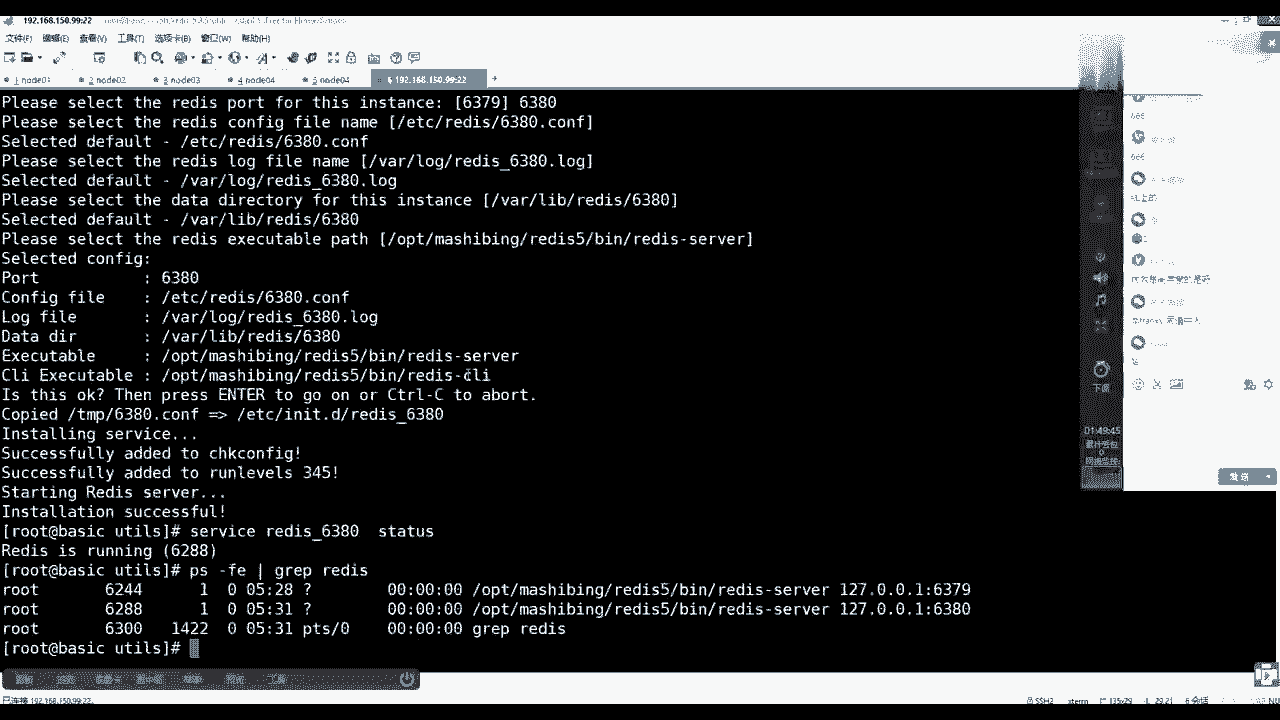 192.168.150.99:22
文件(F) 编辑(E) 查看(V) 工具(T) 选项卡(B) 窗口(W) 帮助(H)
1 node01 2 node02 3 node03 4 node04 5 node04 6 192.168.150.99:22 +
Please select the redis port for this instance: [6379] 6380
Please select the redis config file name [/etc/redis/6380.conf]
Selected default - /etc/redis/6380.conf
Please select the redis log file name [/var/log/redis_6380.log]
Selected default - /var/log/redis_6380.log
Please select the data directory for this instance [/var/lib/redis/6380]
Selected default - /var/lib/redis/6380
Please select the redis executable path [/opt/mashibing/redis5/bin/redis-server]
Selected config:
Port           : 6380
Config file    : /etc/redis/6380.conf
Log file       : /var/log/redis_6380.log
Data dir       : /var/lib/redis/6380
Executable     : /opt/mashibing/redis5/bin/redis-server
Cli Executable : /opt/mashibing/redis5/bin/redis-cli
Is this ok? Then press ENTER to go on or Ctrl-C to abort.
Copied /tmp/6380.conf => /etc/init.d/redis_6380
Installing service...
Successfully added to chkconfig!
Successfully added to runlevels 345!
Starting Redis server...
Installation successful!
[root@basic utils]# service redis_6380  status
Redis is running (6288)
[root@basic utils]# ps -fe | grep redis
root       6244      1  0 05:28 ?        00:00:00 /opt/mashibing/redis5/bin/redis-server 127.0.0.1:6379
root       6288      1  0 05:31 ?        00:00:00 /opt/mashibing/redis5/bin/redis-server 127.0.0.1:6380
root       6300   1422  0 05:31 pts/0    00:00:00 grep redis
[root@basic utils]#
666
666
下课
01:49:45
发送
已连接 192.168.150.99:22.
SSH2 xterm 135x29 29,21 6 会话